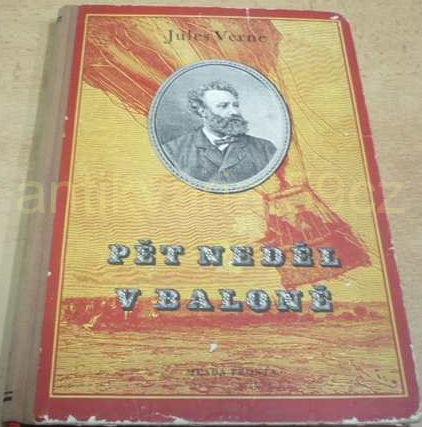 Jules Verne
PĚT NEDĚL
V BALONĚ
MLADÁ FRONTA